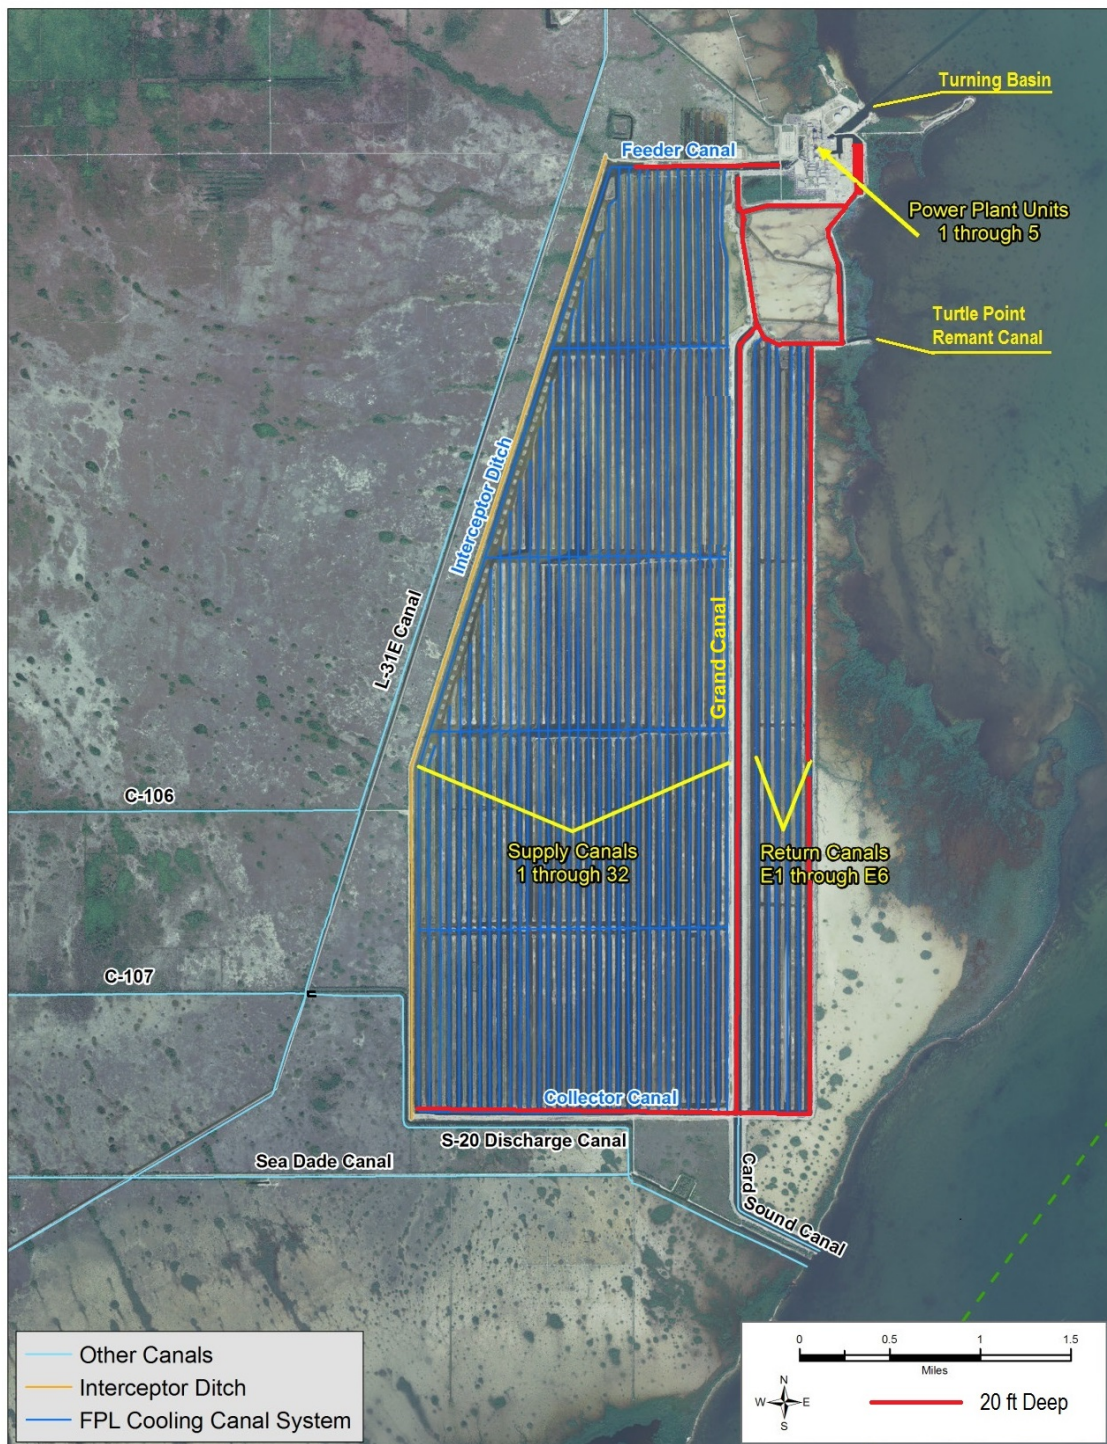 Turning Basin
Feeder Canal
Power Plant Units
1 through 5
Turtle Point
Remant Canal
Interceptor Ditch
L-31E Canal
Grand Canal
C-106
Supply Canals
1 through 32
Return Canals
E1 through E6
C-107
Collector Canal
S-20 Discharge Canal
Sea Dade Canal
Card Sound Canal
Other Canals
Interceptor Ditch
FPL Cooling Canal System
0 0.5 1 1.5
Miles
N
W E
S
20 ft Deep